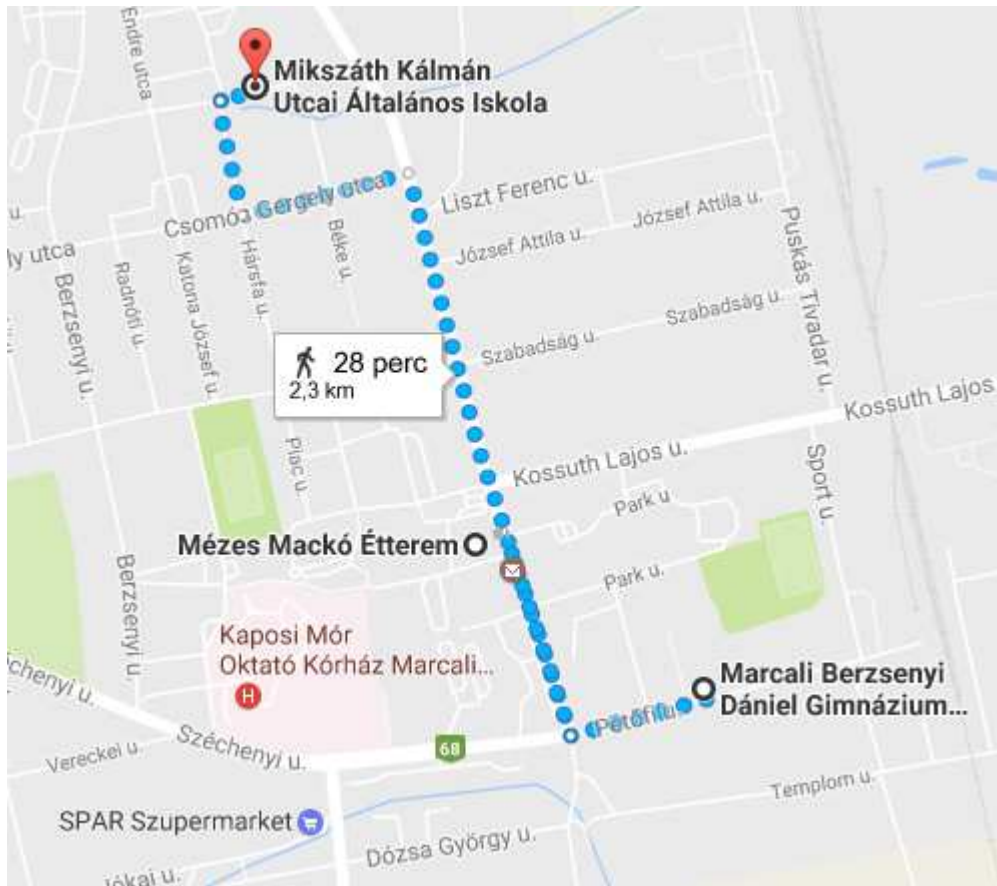 Endre utca
Mikszáth Kálmán
Utcai Általános Iskola
Csomós Gergely utca
Liszt Ferenc u.
József Attila u.
József Attila u.
u.
ly utca
Berzsenyi u.
Radnóti u.
Katona József u.
Hársfa u.
Béke u.
Puskás Tivadar u.
Szabadság u.
Szabadság u.
28 perc
2,3 km
Kossuth Lajos
Kossuth Lajos u.
Piac u.
Sport u.
Park u
Mézes Mackó Étterem
Park u.
Berzsenyi u.
Kaposi Mór
Oktató Kórház Marcali...
H
Marcali Berzsenyi
Dániel Gimnázium...
Petőfi u.
chenyi u.
Széchenyi u.
68
Vereckei u.
Templom u.
SPAR Szupermarket
Dózsa György u.
Jókai u.